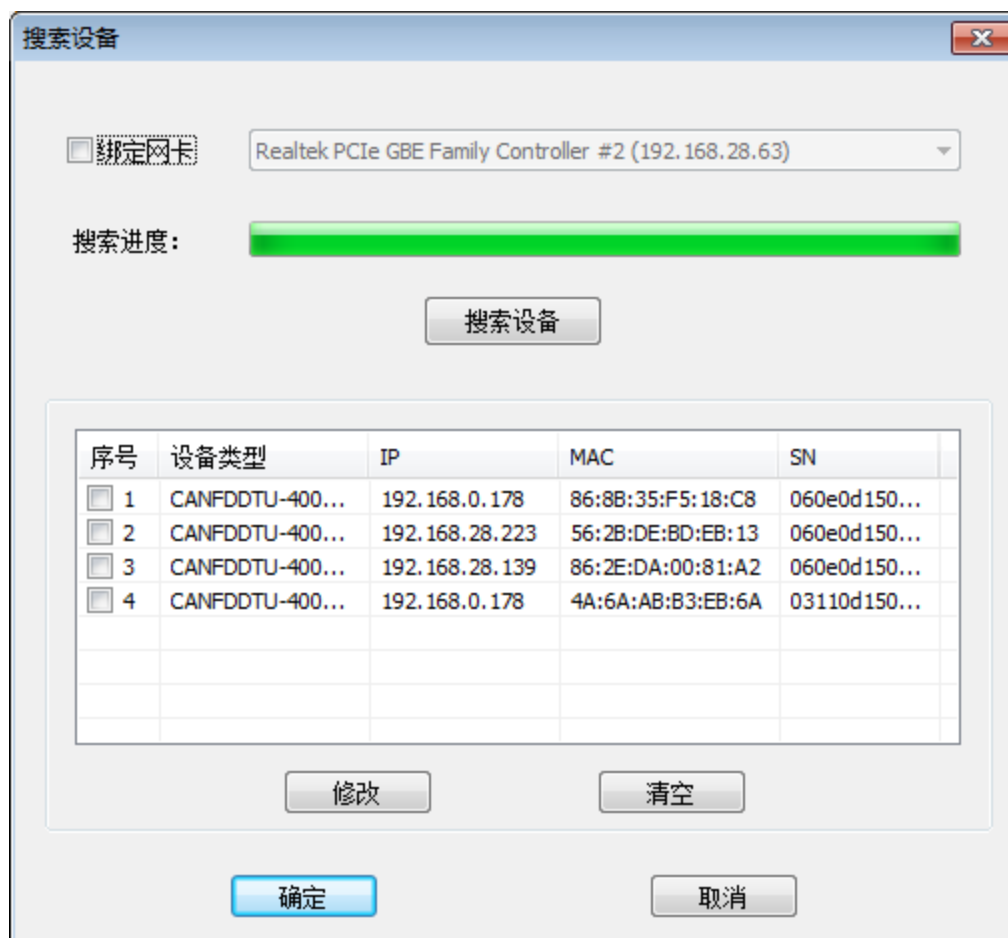 搜索设备
绑定网卡 Realtek PCIe GBE Family Controller #2 (192.168.28.63)
搜索进度：
搜索设备
序号 设备类型 IP MAC SN
1 CANFDDTU-400... 192.168.0.178 86:8B:35:F5:18:C8 060e0d150...
2 CANFDDTU-400... 192.168.28.223 56:2B:DE:BD:EB:13 060e0d150...
3 CANFDDTU-400... 192.168.28.139 86:2E:DA:00:81:A2 060e0d150...
4 CANFDDTU-400... 192.168.0.178 4A:6A:AB:B3:EB:6A 03110d150...
修改 清空
确定 取消